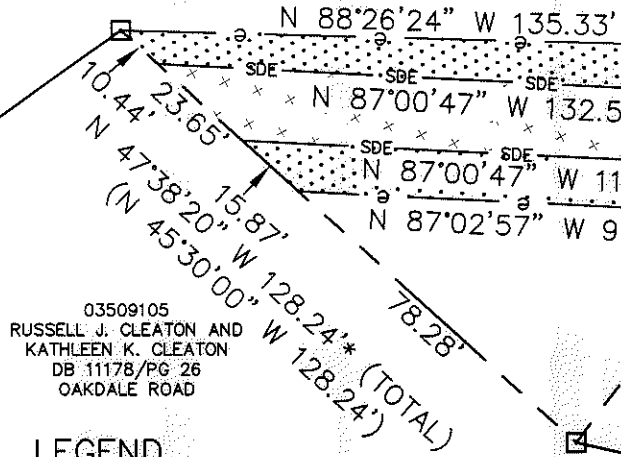 N 88°26'24" W 135.33'
SDE SDE SDE
N 87°00'47" W 132.5
SDE SDE
N 87°00'47" W 11
N 87°02'57" W 9
10.44'
23.65'
15.87'
78.28'
N 47°38'20" W 128.24'* (TOTAL)
(N 45°30'00" W 128.24')
03509105
RUSSELL J. CLEATON AND
KATHLEEN K. CLEATON
DB 11178/PG 26
OAKDALE ROAD
LEGEND